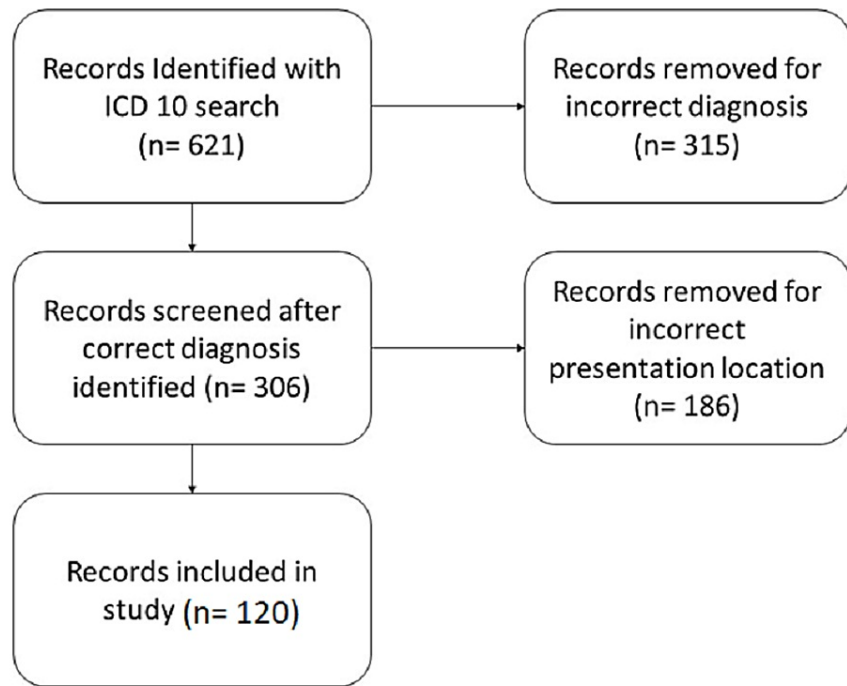 Records Identified with
ICD 10 search
(n= 621)
Records removed for
incorrect diagnosis
(n= 315)
Records screened after
correct diagnosis
identified (n= 306)
Records removed for
incorrect
presentation location
(n= 186)
Records included in
study (n= 120)